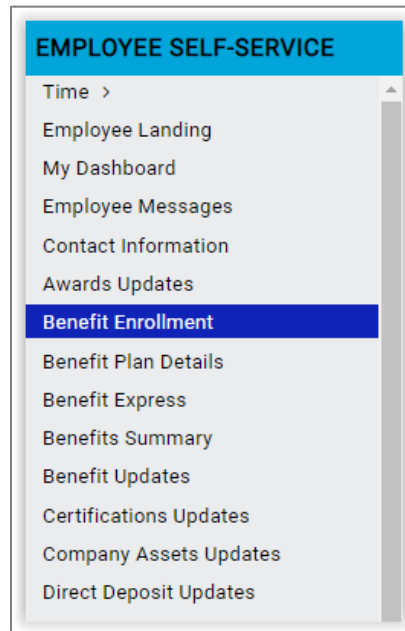 EMPLOYEE SELF-SERVICE
Time >
Employee Landing
My Dashboard
Employee Messages
Contact Information
Awards Updates
Benefit Enrollment
Benefit Plan Details
Benefit Express
Benefits Summary
Benefit Updates
Certifications Updates
Company Assets Updates
Direct Deposit Updates